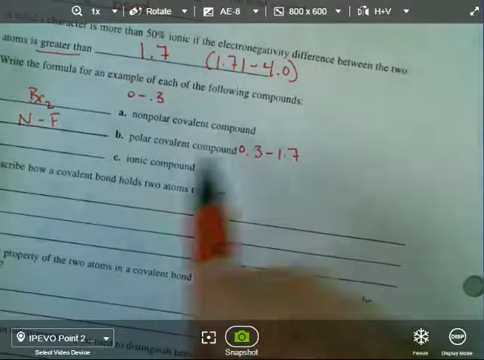 1x Rotate AE-8 800 x 600 H+V
character is more than 50% ionic if the electronegativity difference between the two
atoms is greater than 1.7 (1.71-4.0)
Write the formula for an example of each of the following compounds:
0-.3
Br2 a. nonpolar covalent compound
N-F b. polar covalent compound 0.3-1.7
c. ionic compound
scribe how a covalent bond holds two atoms t
property of the two atoms in a covalent bond
?
IPEVO Point 2
Select Video Device
Snapshot
Freeze
DISP
Display Mode